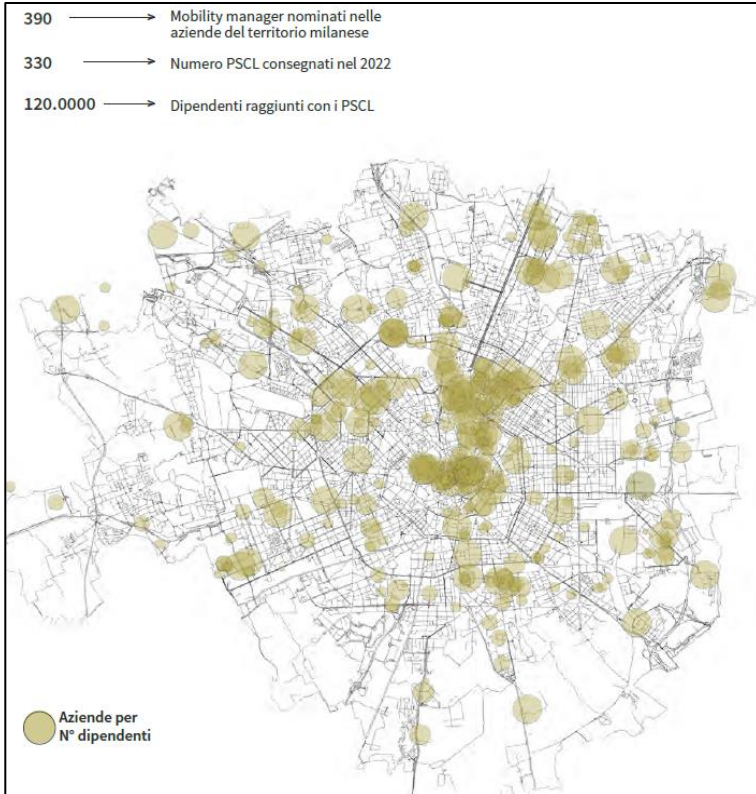 390 Mobility manager nominati nelle
aziende del territorio milanese
330 Numero PSCL consegnati nel 2022
120.0000 Dipendenti raggiunti con i PSCL
Aziende per
N° dipendenti